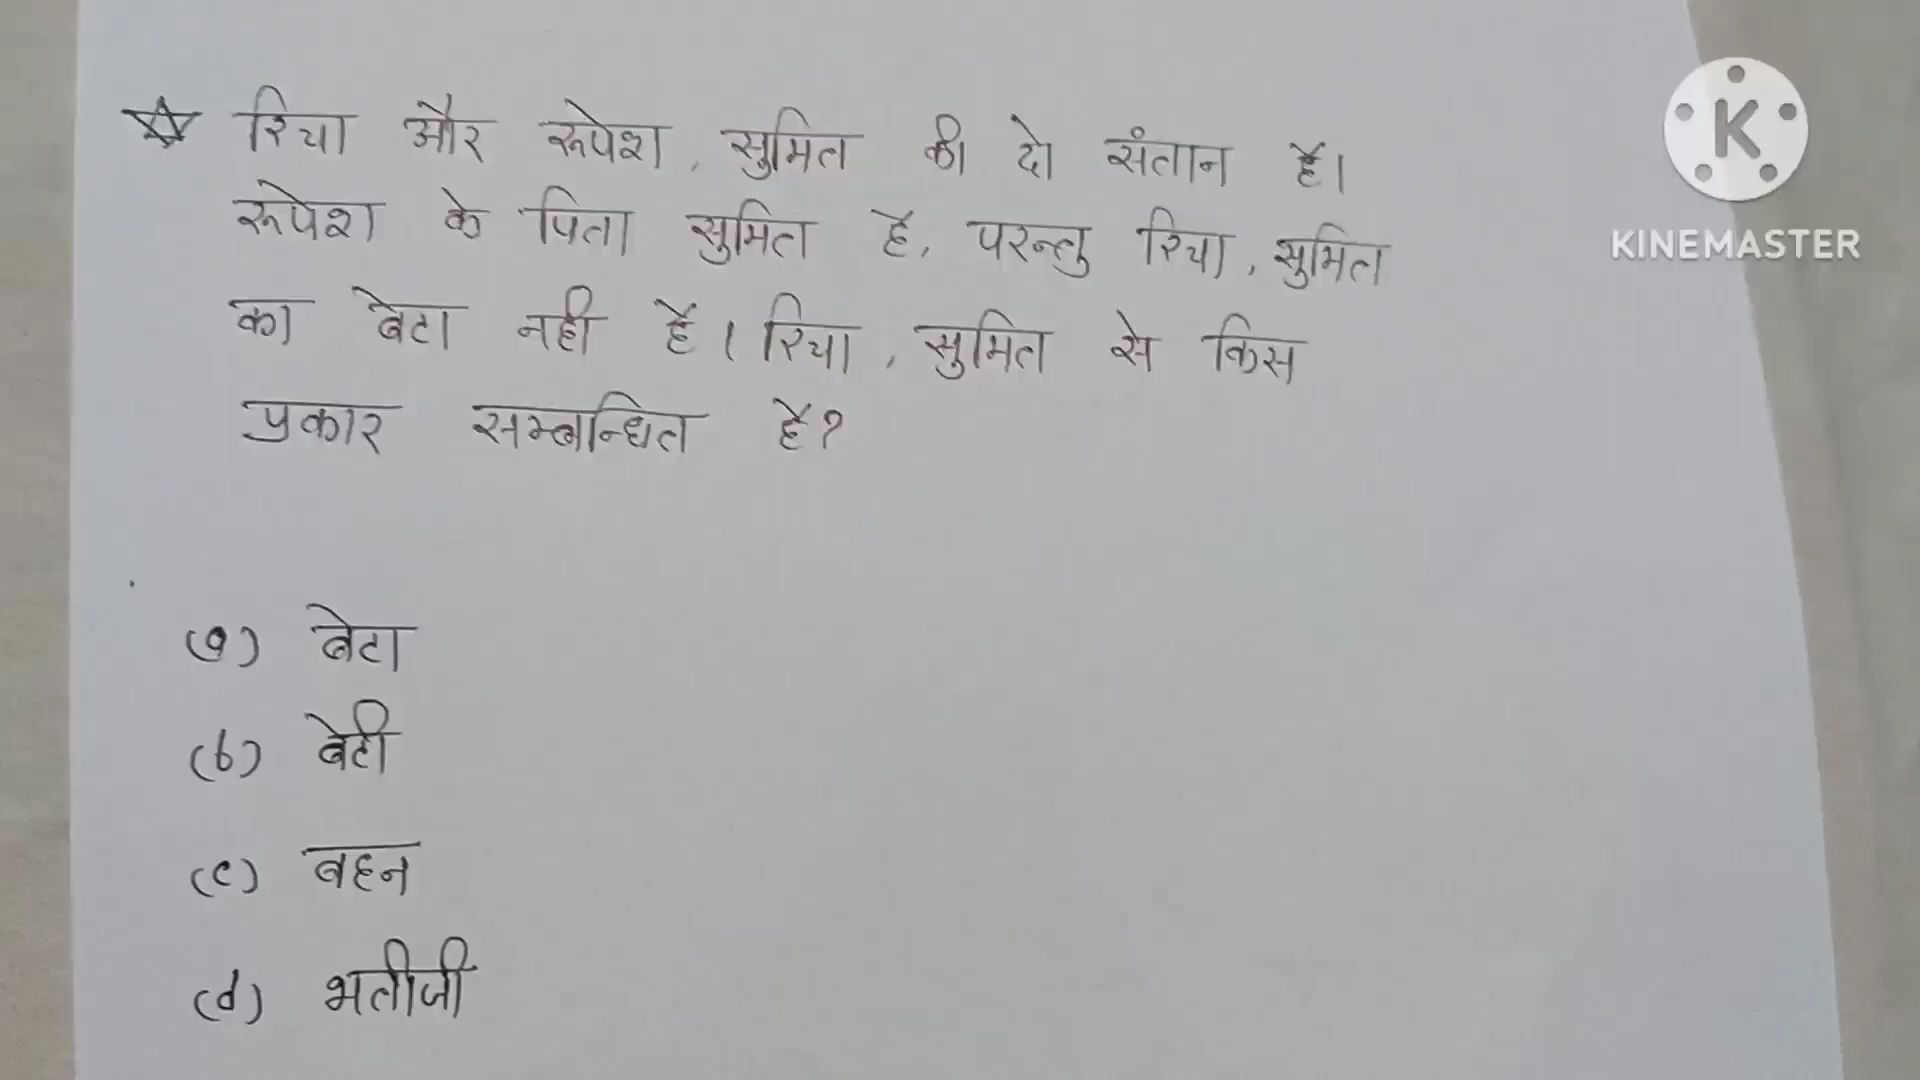 ☆ रिया और रूपेश, सुमित की दो संतान हैं।
रूपेश के पिता सुमित है, परन्तु रिया, सुमित
का बेटा नही है। रिया, सुमित से किस
प्रकार सम्बन्धित है?
(a) बेटा
(b) बेटी
(c) बहन
(d) भतीजी
K
KINEMASTER